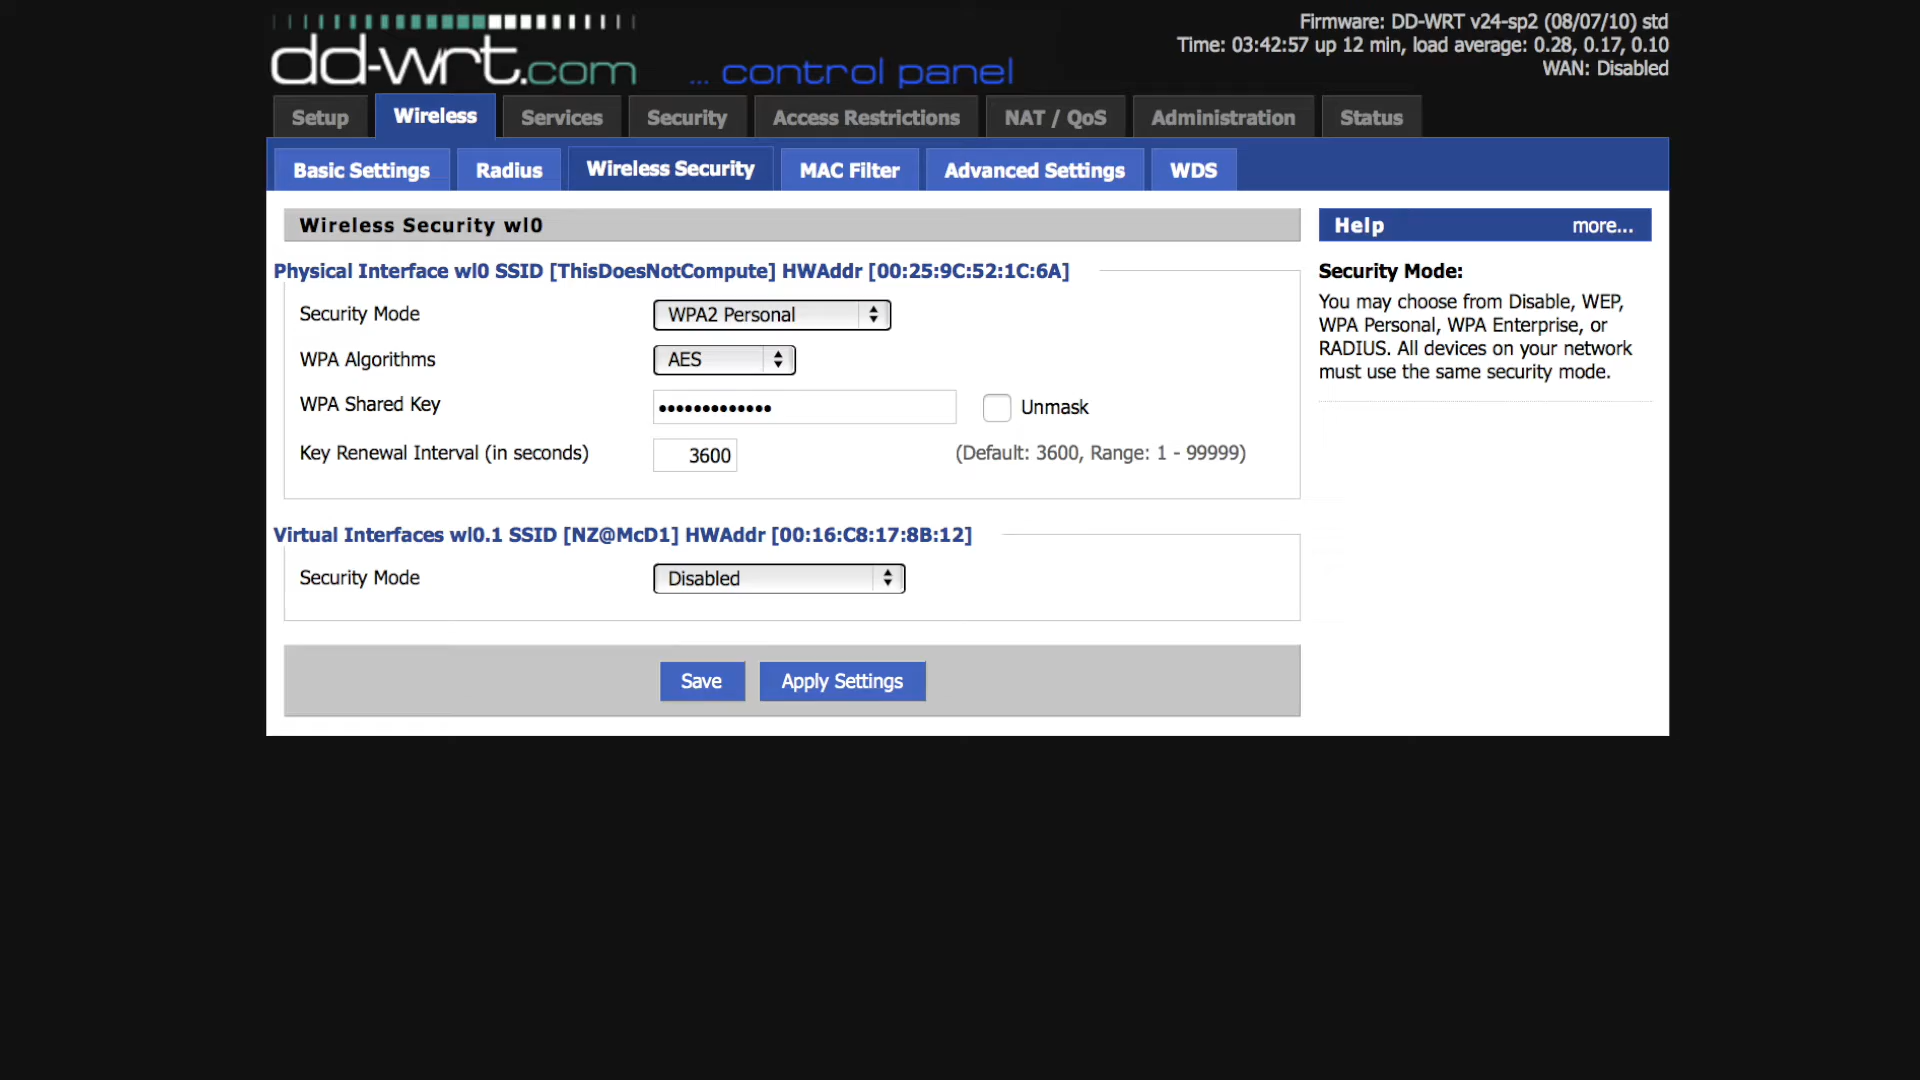 dd-wrt.com ... control panel
Firmware: DD-WRT v24-sp2 (08/07/10) std
Time: 03:42:57 up 12 min, load average: 0.28, 0.17, 0.10
WAN: Disabled
Setup Wireless Services Security Access Restrictions NAT / QoS Administration Status
Basic Settings Radius Wireless Security MAC Filter Advanced Settings WDS
Wireless Security wl0
Physical Interface wl0 SSID [ThisDoesNotCompute] HWAddr [00:25:9C:52:1C:6A]
Security Mode WPA2 Personal
WPA Algorithms AES
WPA Shared Key ••••••••••••• Unmask
Key Renewal Interval (in seconds) 3600 (Default: 3600, Range: 1 - 99999)
Virtual Interfaces wl0.1 SSID [NZ@McD1] HWAddr [00:16:C8:17:8B:12]
Security Mode Disabled
Save Apply Settings
Help more...
Security Mode:
You may choose from Disable, WEP,
WPA Personal, WPA Enterprise, or
RADIUS. All devices on your network
must use the same security mode.